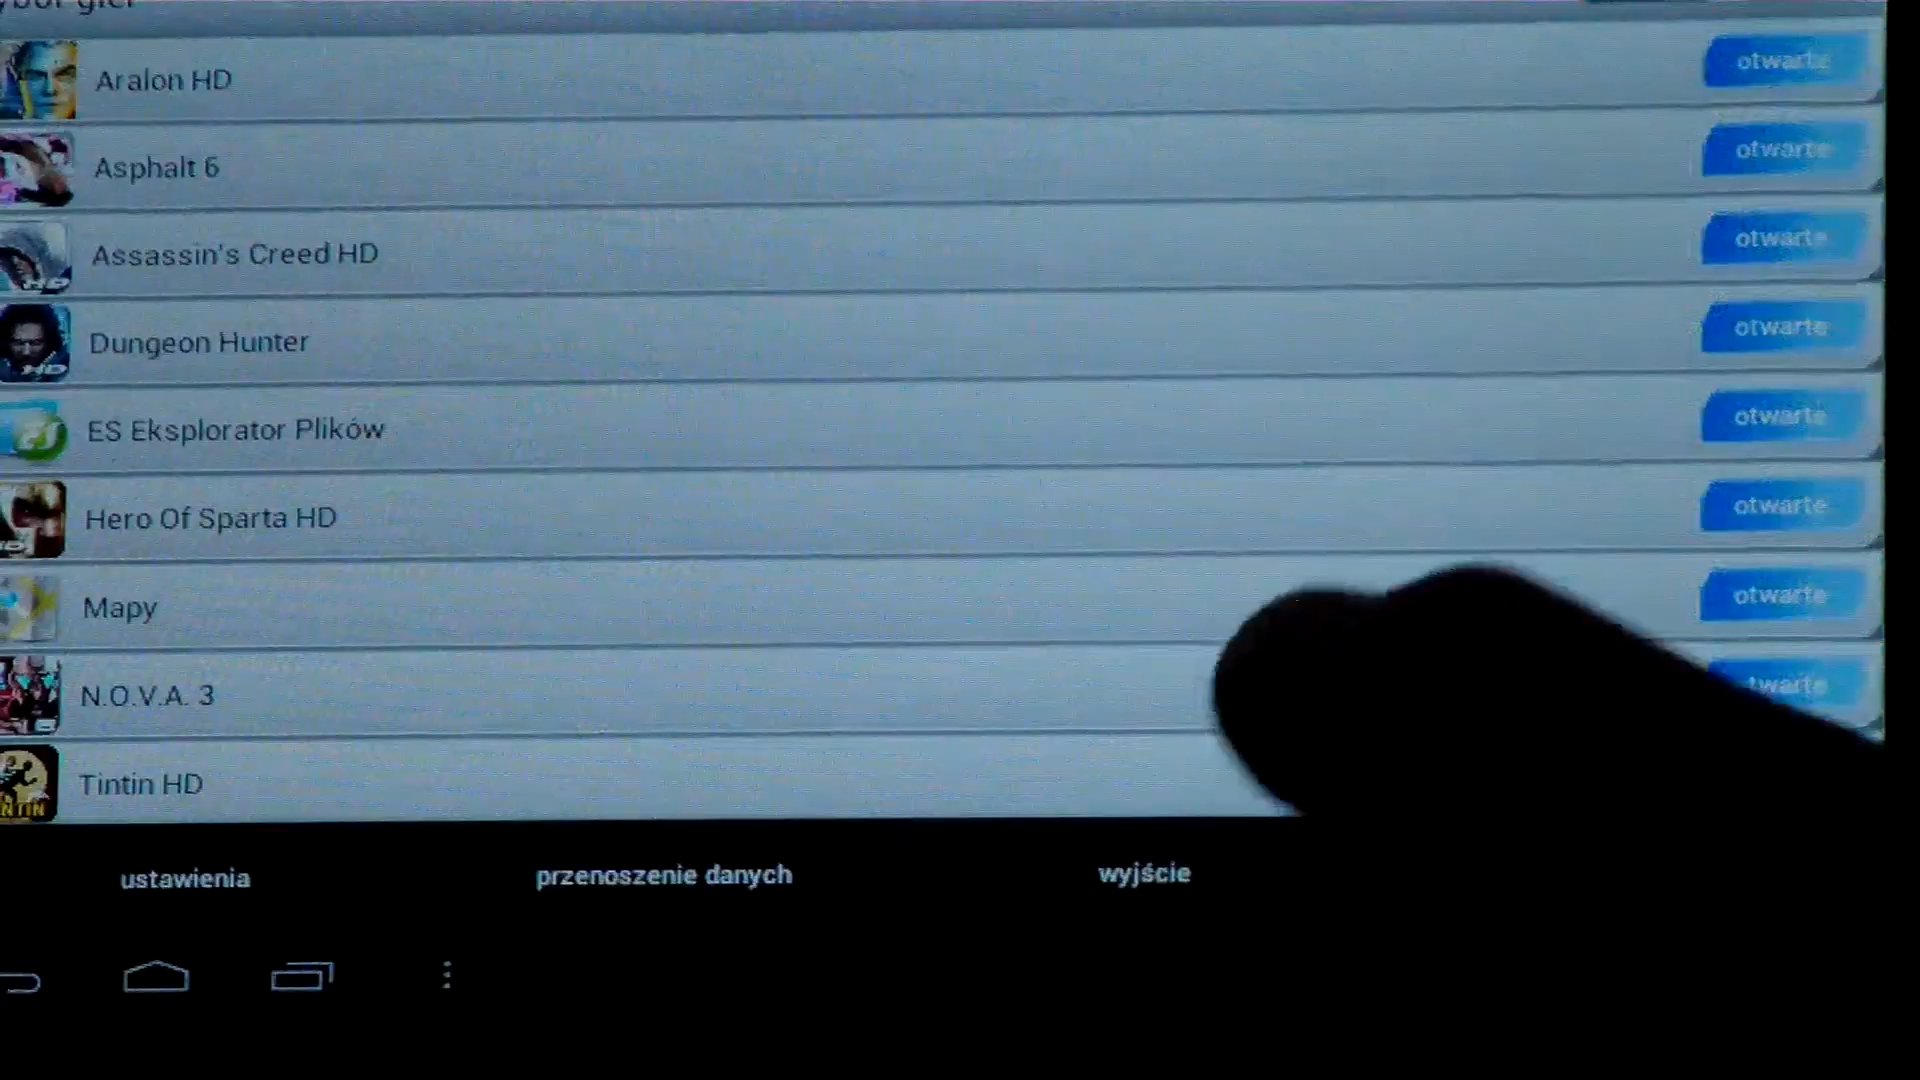 Aralon HD
otwarte
Asphalt 6
otwarte
Assassin's Creed HD
otwarte
Dungeon Hunter
otwarte
ES Eksplorator Plików
otwarte
Hero Of Sparta HD
otwarte
Mapy
otwarte
N.O.V.A. 3
twarte
Tintin HD
ustawienia
przenoszenie danych
wyjście